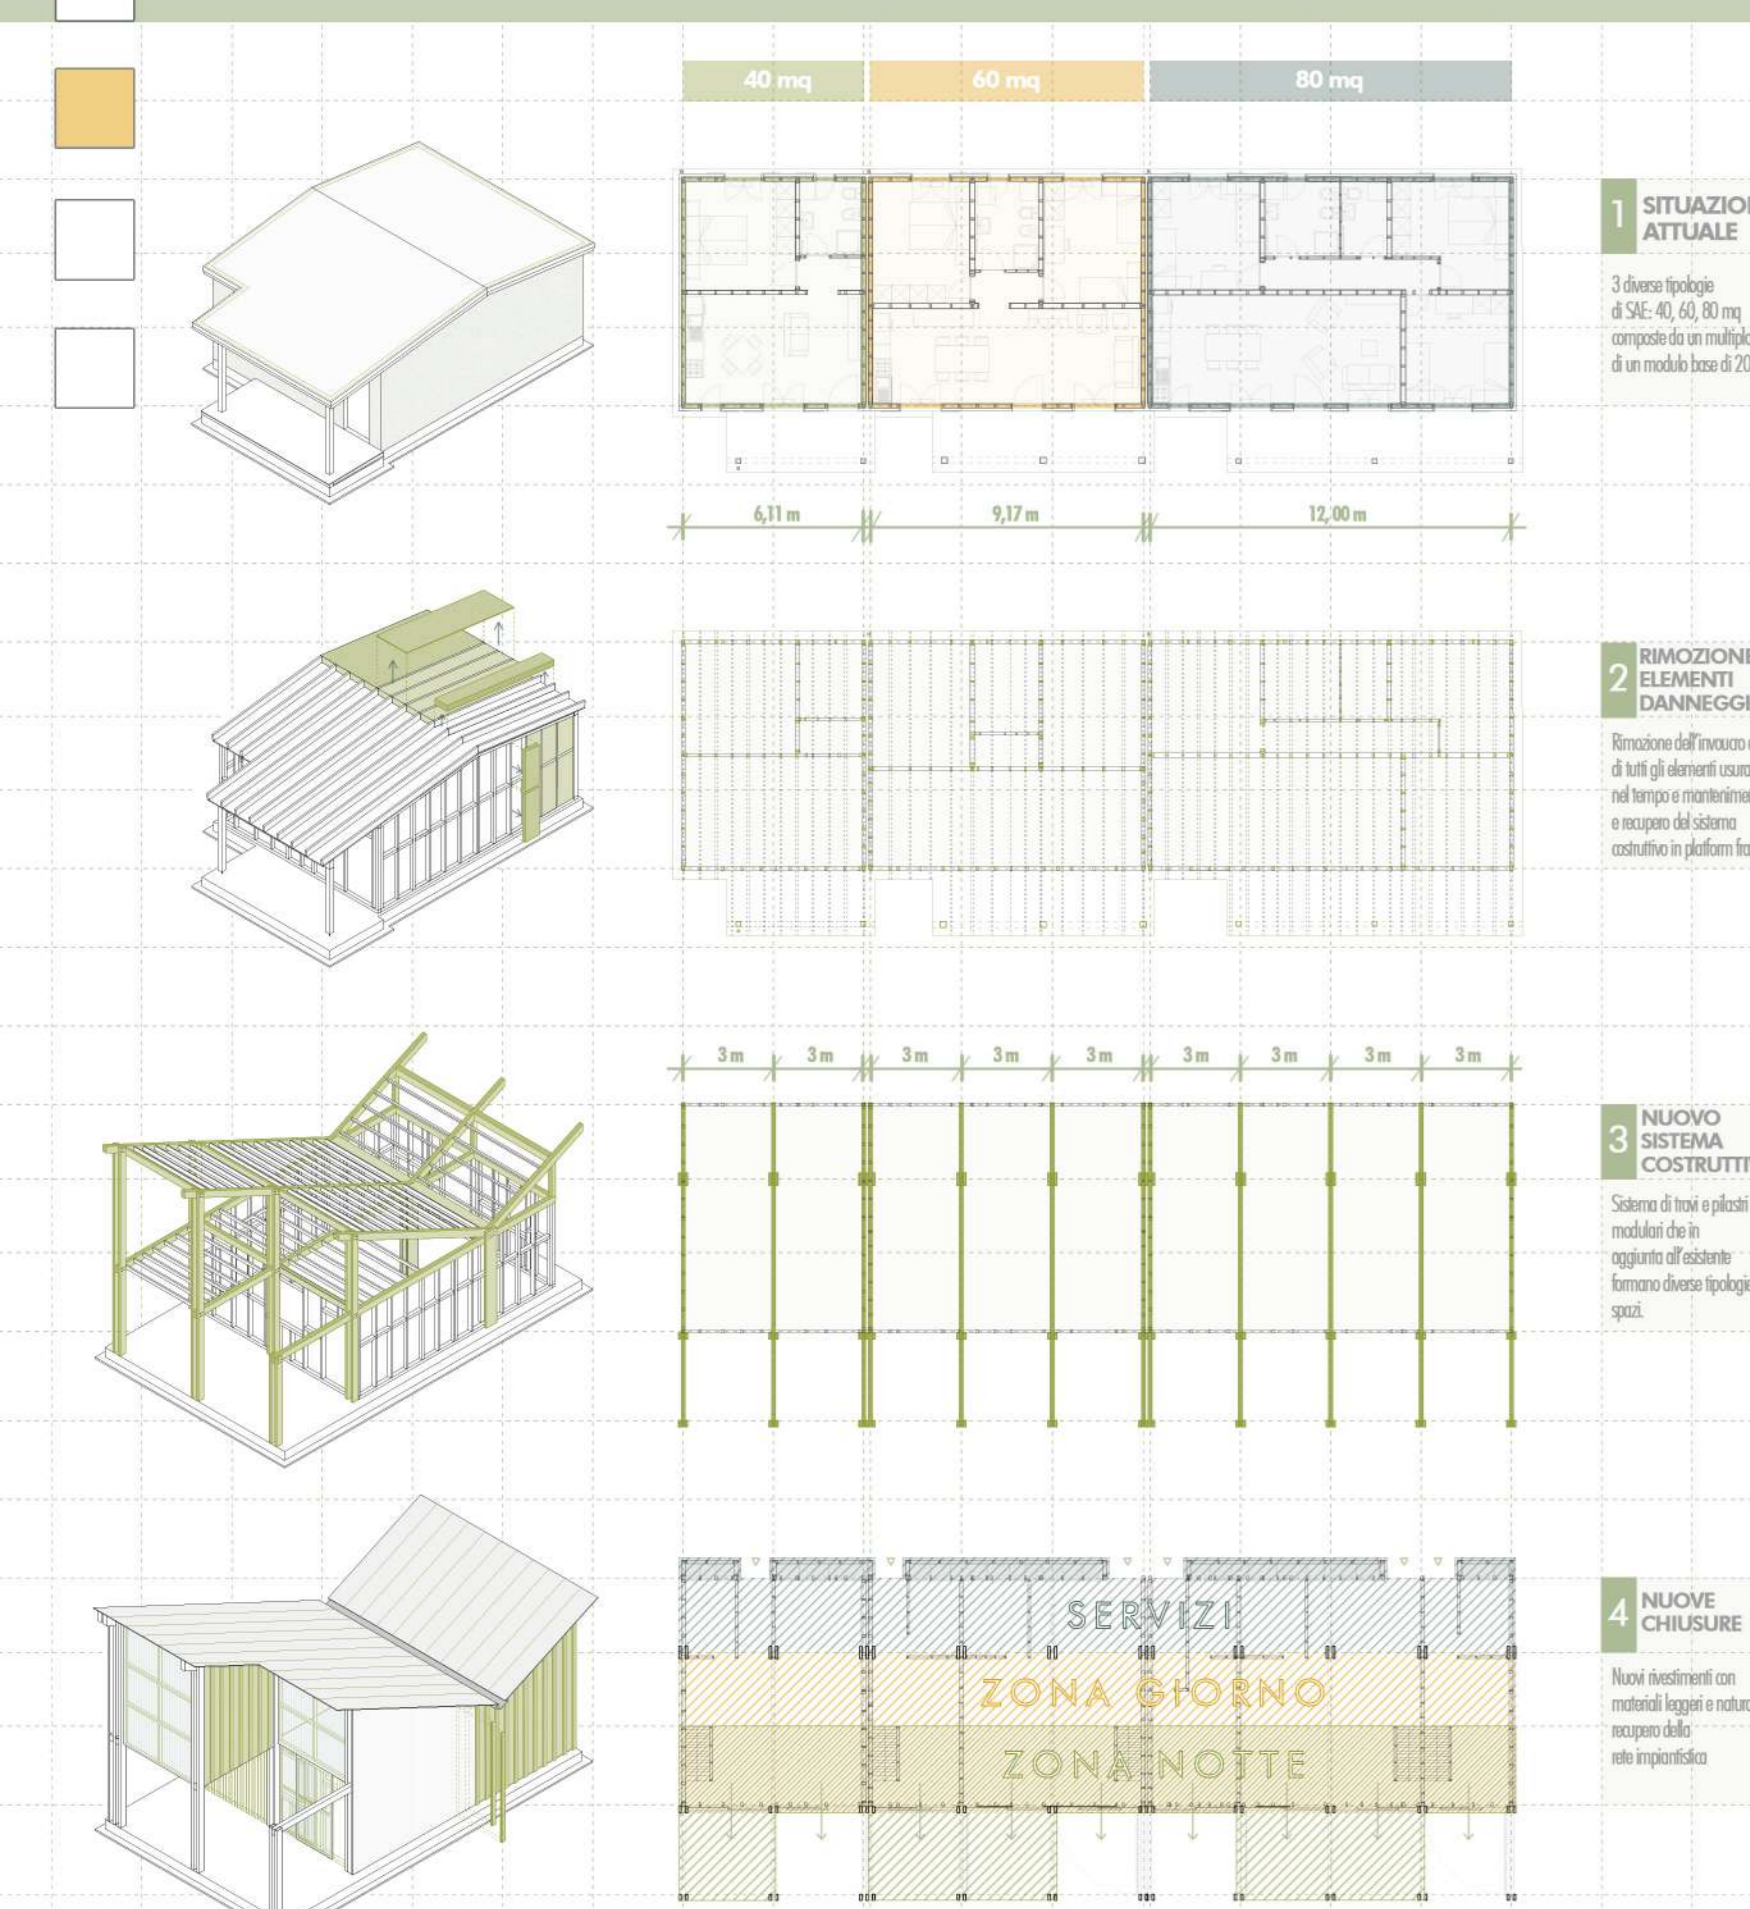 40 mq
60 mq
80 mq
1
SITUAZIO
ATTUALE
3 diverse tipologie
di SAE: 40, 60, 80 mq
composte da un multiplo
di un modulo base di 20
6,11 m
9,17 m
12,00 m
2
RIMOZIONE
ELEMENTI
DANNEGGI
Rimozione dell'invoucro
di tutti gli elementi usura
nel tempo e mantenime
e recupero del sistema
costruttivo in platform fra
3 m
3 m
3 m
3 m
3 m
3 m
3 m
3 m
3 m
3
NUOVO
SISTEMA
COSTRUTTI
Sistema di travi e pilastri
modulari che in
aggiunta all'esistente
formano diverse tipologie
spazi.
SERVIZI
ZONA GIORNO
ZONA NOTTE
4
NUOVE
CHIUSURE
Nuovi rivestimenti con
materiali leggeri e natura
recupero della
rete impiantistica